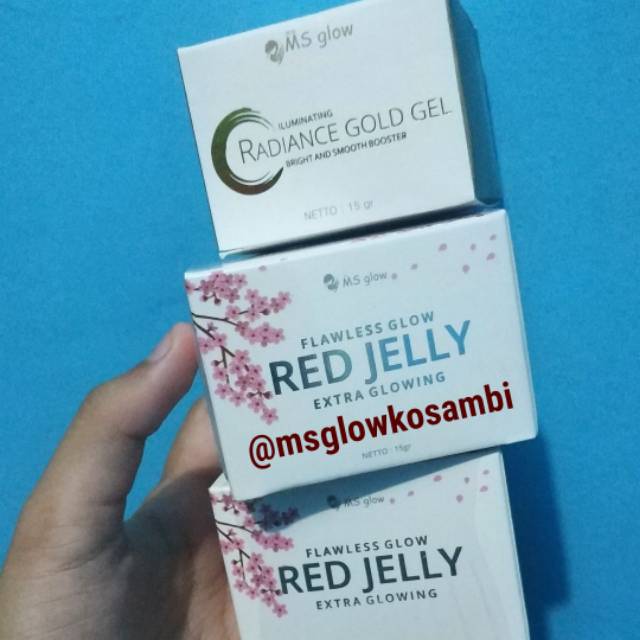 MS glow
ILUMINATING
RADIANCE GOLD GEL
BRIGHT AND SMOOTH BOOSTER
NETTO : 15 gr
MS glow
FLAWLESS GLOW
RED JELLY
EXTRA GLOWING
@msglowkosambi
NETTO : 15gr
MS glow
FLAWLESS GLOW
RED JELLY
EXTRA GLOWING